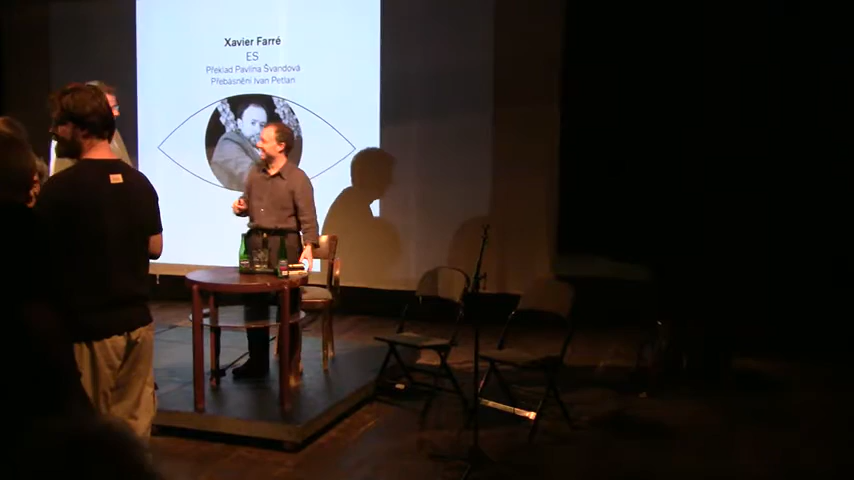 Xavier Farré
ES
Překlad Pavlína Švandová
Přebásnění Ivan Petlan